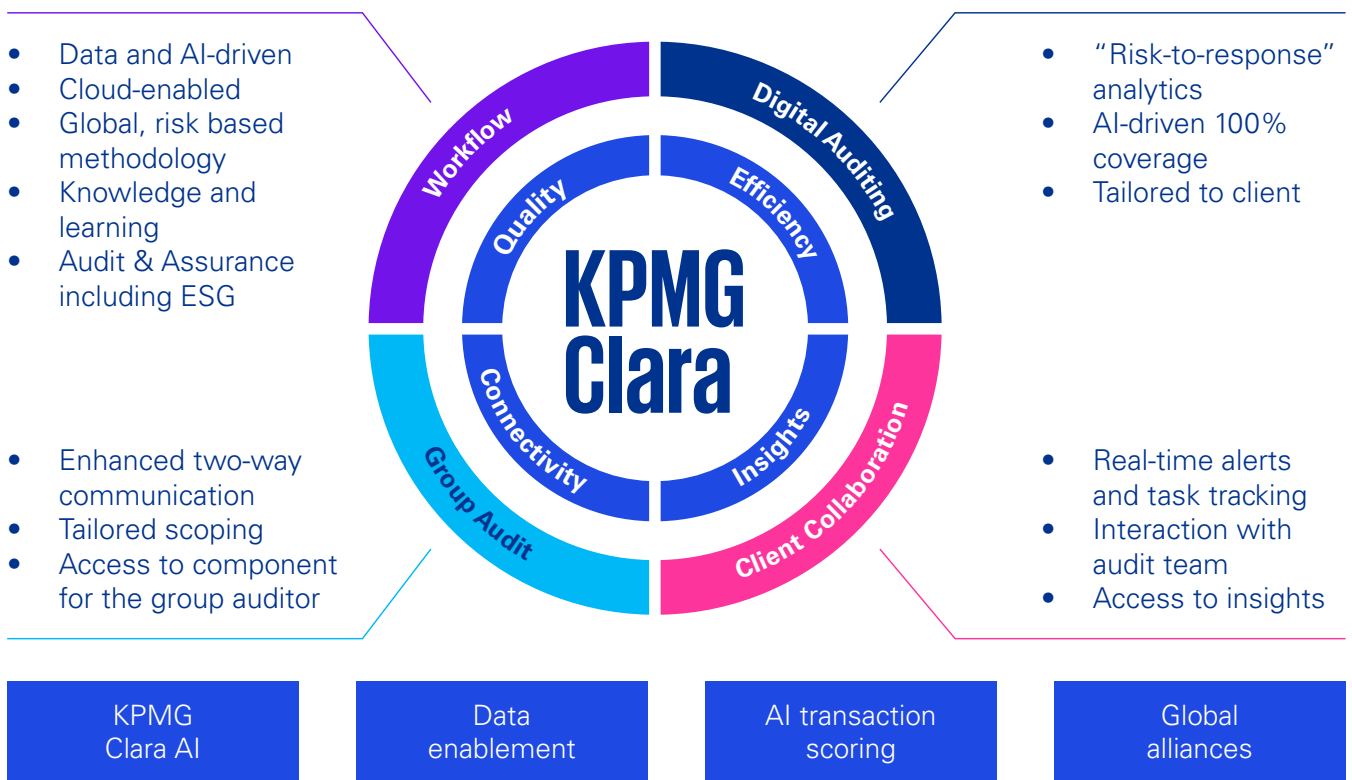 • Data and AI-driven
• Cloud-enabled
• Global, risk based
methodology
• Knowledge and
learning
• Audit & Assurance
including ESG
• “Risk-to-response”
analytics
• AI-driven 100%
coverage
• Tailored to client
Workflow
Digital Auditing
Quality
Efficiency
KPMG
Clara
Connectivity
Insights
Group Audit
Client Collaboration
• Enhanced two-way
communication
• Tailored scoping
• Access to component
for the group auditor
• Real-time alerts
and task tracking
• Interaction with
audit team
• Access to insights
KPMG
Clara AI
Data
enablement
AI transaction
scoring
Global
alliances